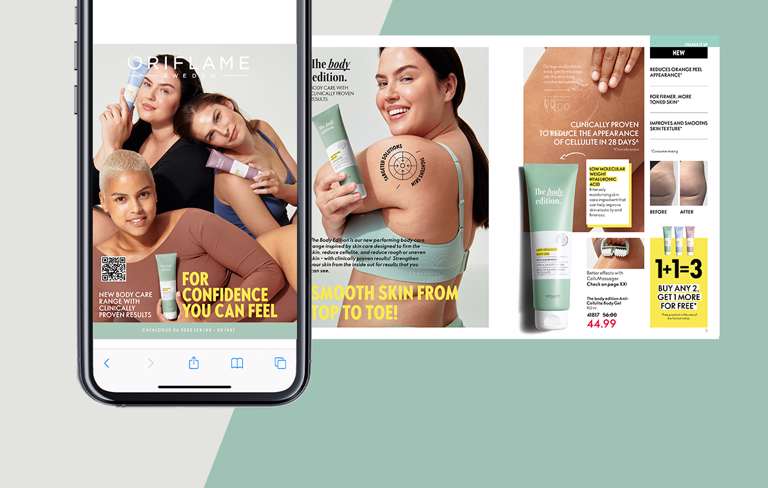 ORIFLAME
SWEDEN
NEW BODY CARE
RANGE WITH
CLINICALLY
PROVEN RESULTS
FOR
CONFIDENCE
YOU CAN FEEL
The body
edition.
BODY CARE WITH
CLINICALLY PROVEN
RESULTS
The body
edition.
TARGETED SOLUTIONS
The Body Edition is our new performing body care
range inspired by skin care designed to firm the
skin, reduce cellulite, and reduce rough or uneven
skin - with clinically proven results! Strengthen
your skin from the inside out for results that you
can see.
SMOOTH SKIN FROM
TOP TO TOE!
CLINICALLY PROVEN
TO REDUCE THE APPEARANCE
OF CELLULITE IN 28 DAYS
The body
edition.
LOW MOLECULAR
WEIGHT
HYALURONIC
ACID
Better effects with
CelluMassager
Check on page XX!
The body edition Anti-
Cellulite Body Gel
41817 56.00
44.99
NEW
REDUCES ORANGE PEEL
APPEARANCE*
FOR FIRMER, MORE
TONED SKIN*
IMPROVES AND SMOOTHS
SKIN TEXTURE*
BEFORE AFTER
1+1=3
BUY ANY 2,
GET 1 MORE
FOR FREE*